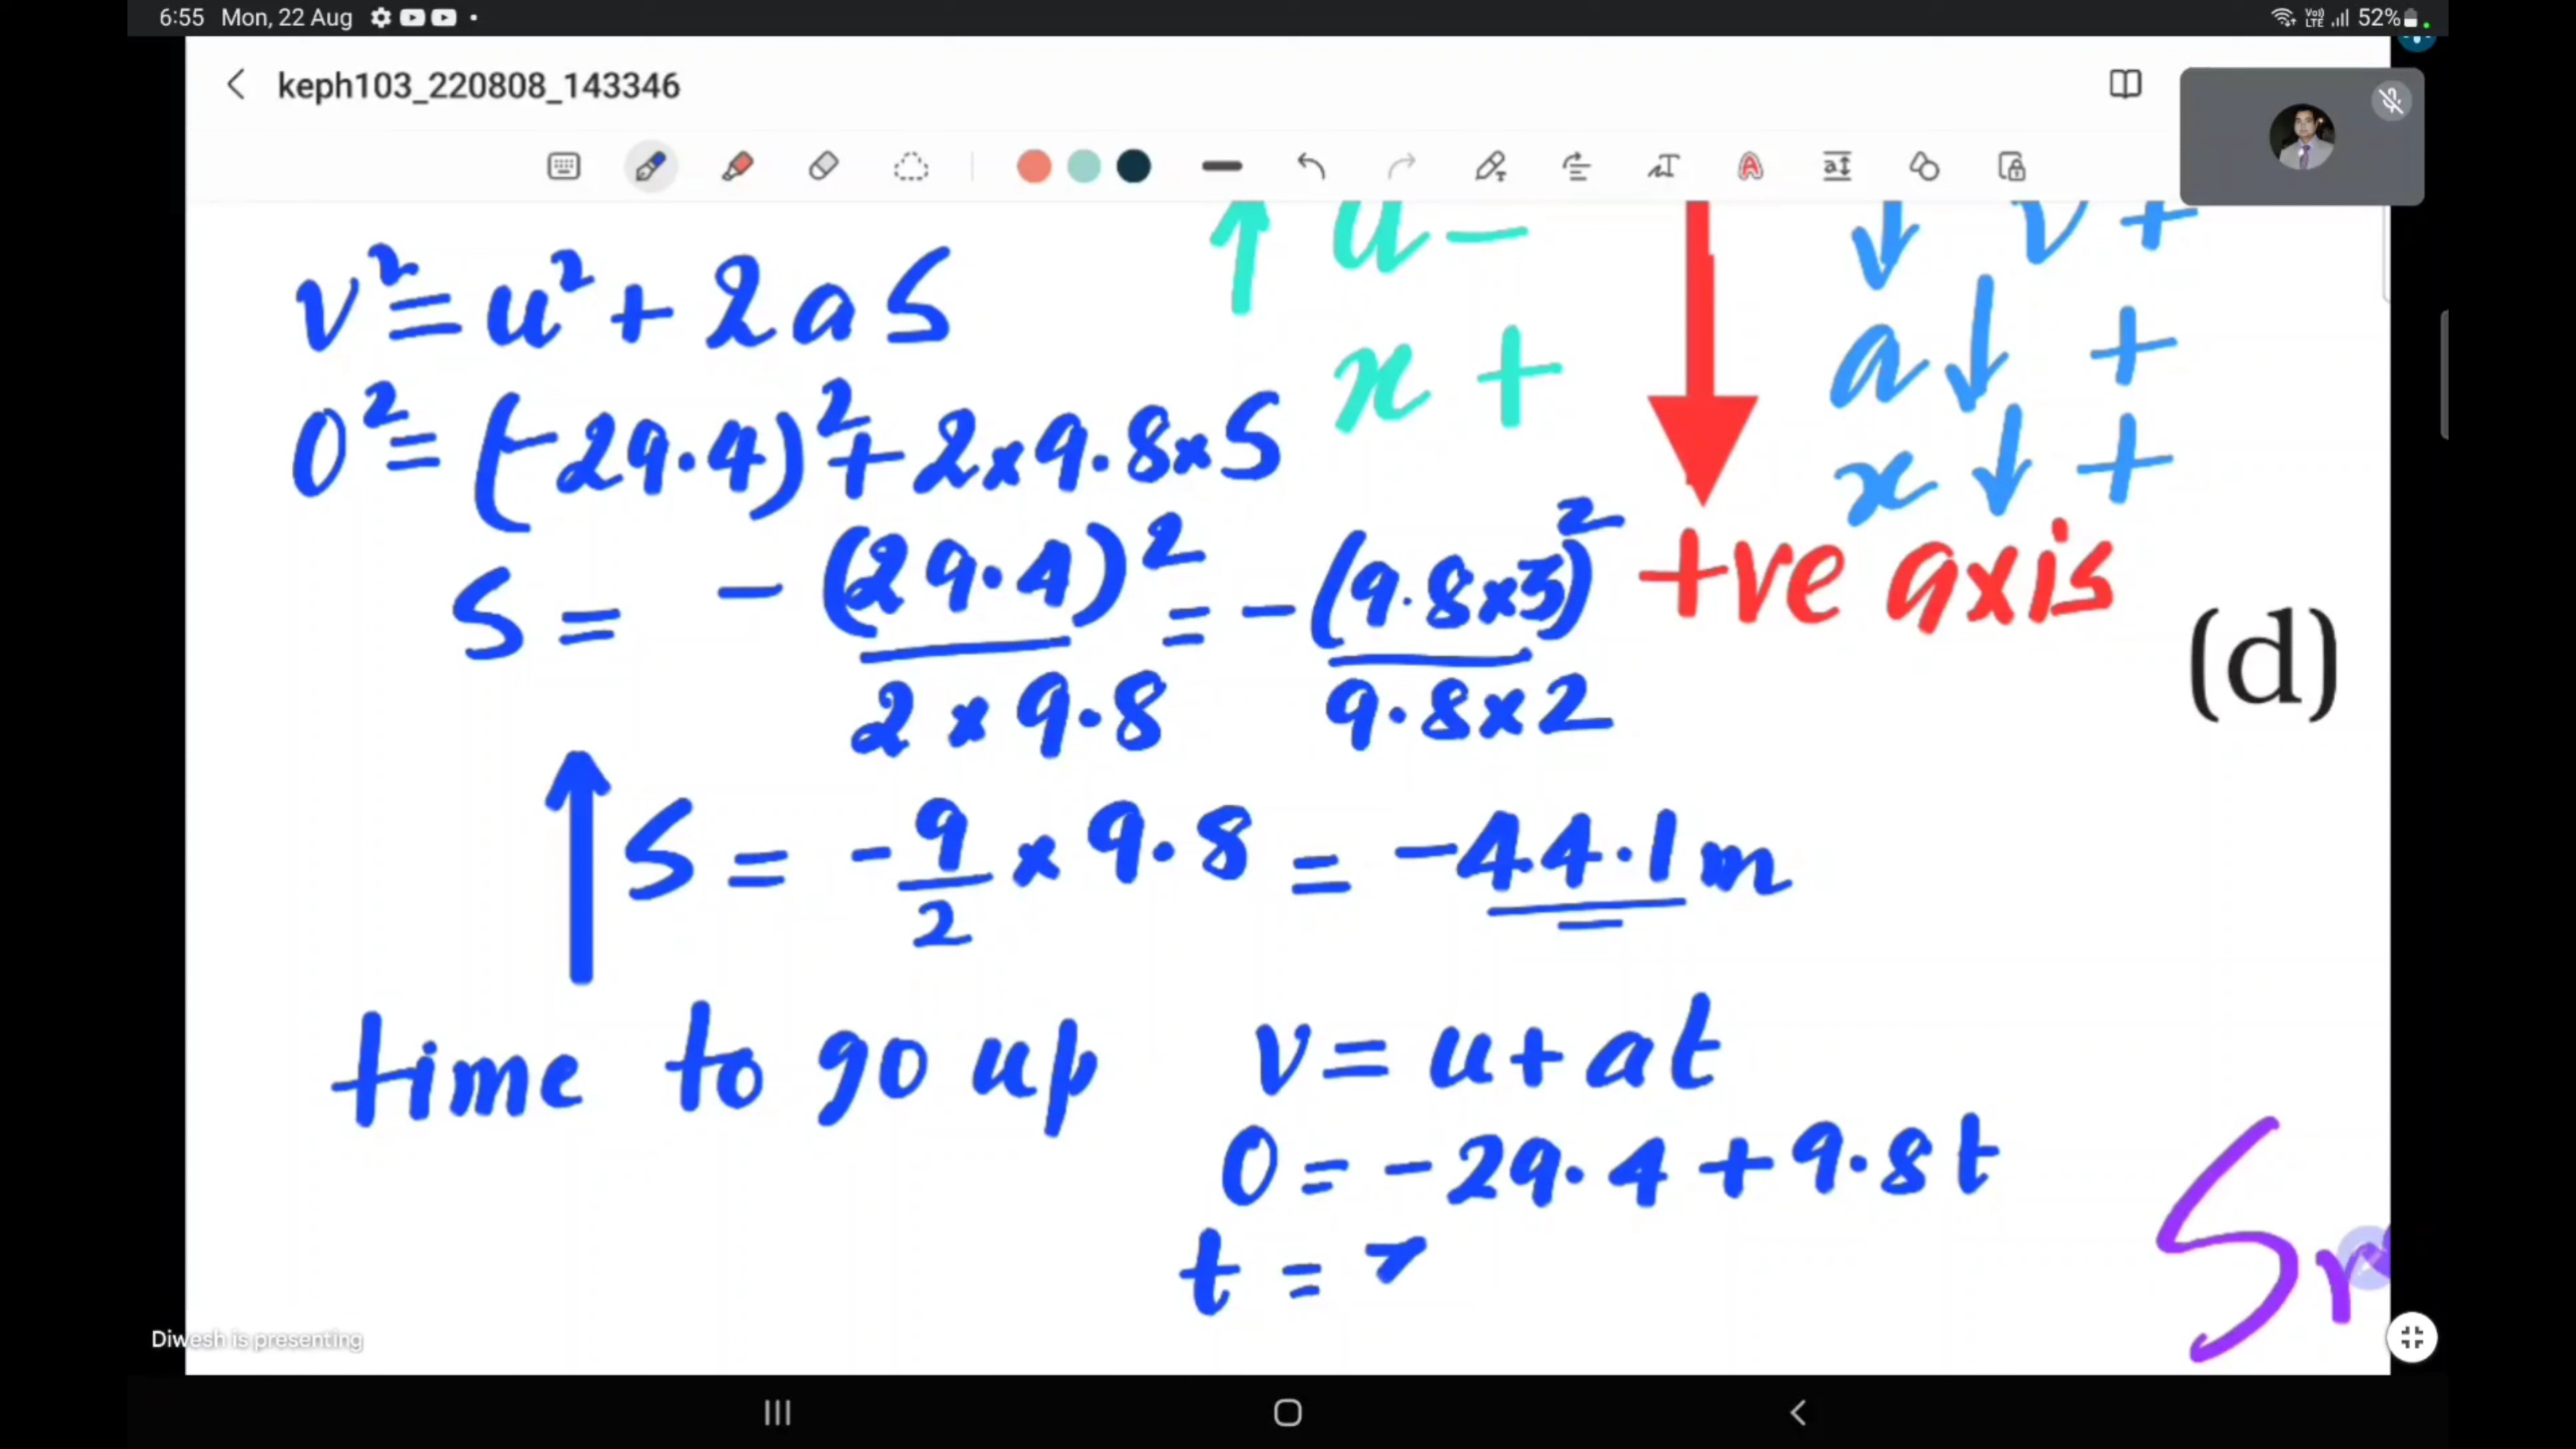 6:55 Mon, 22 Aug
VoLTE 52%
keph103_220808_143346
v² = u² + 2aS
0² = (-29.4)² + 2×9.8×S
S = -(29.4)²/2×9.8 = -(9.8×3)²/9.8×2
S = -9/2 × 9.8 = -44.1m
u -
x +
v +
a ↓ +
x ↓ +
+ve axis
(d)
time to go up
v = u + at
0 = -29.4 + 9.8t
t =
Diwesh is presenting